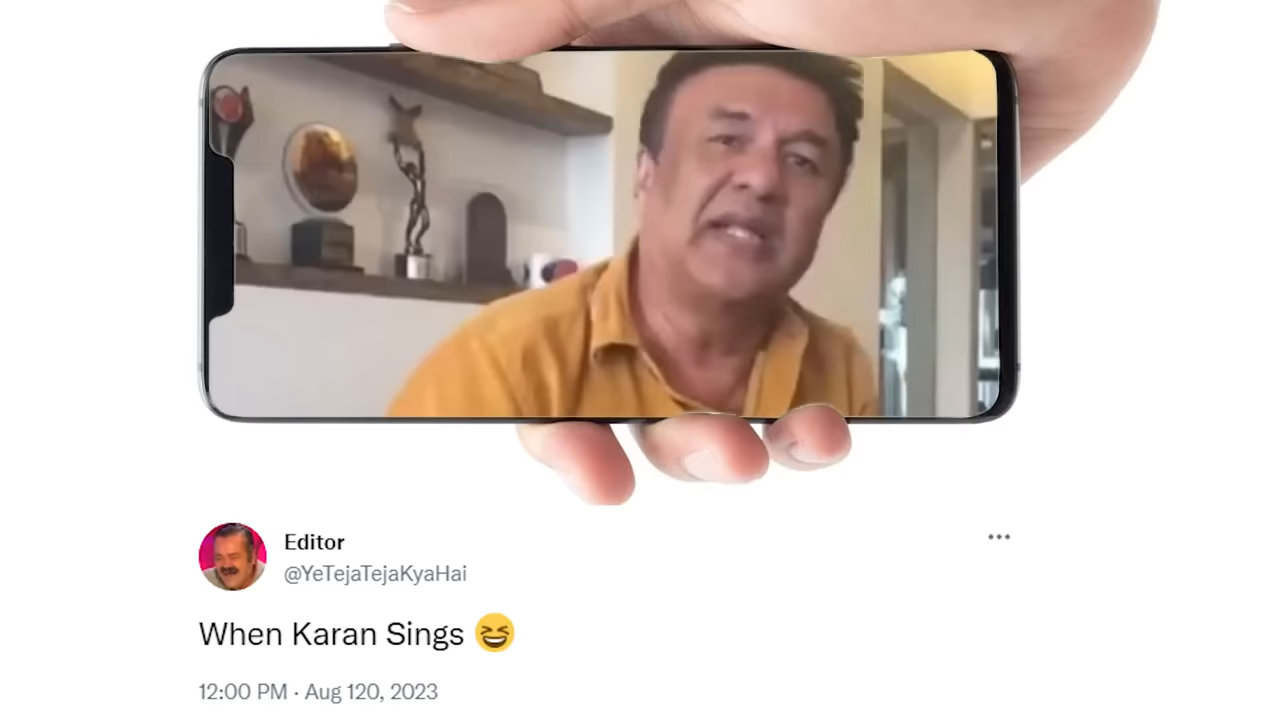 Editor
@YeTejaTejaKyaHai
When Karan Sings 😆
12:00 PM · Aug 120, 2023